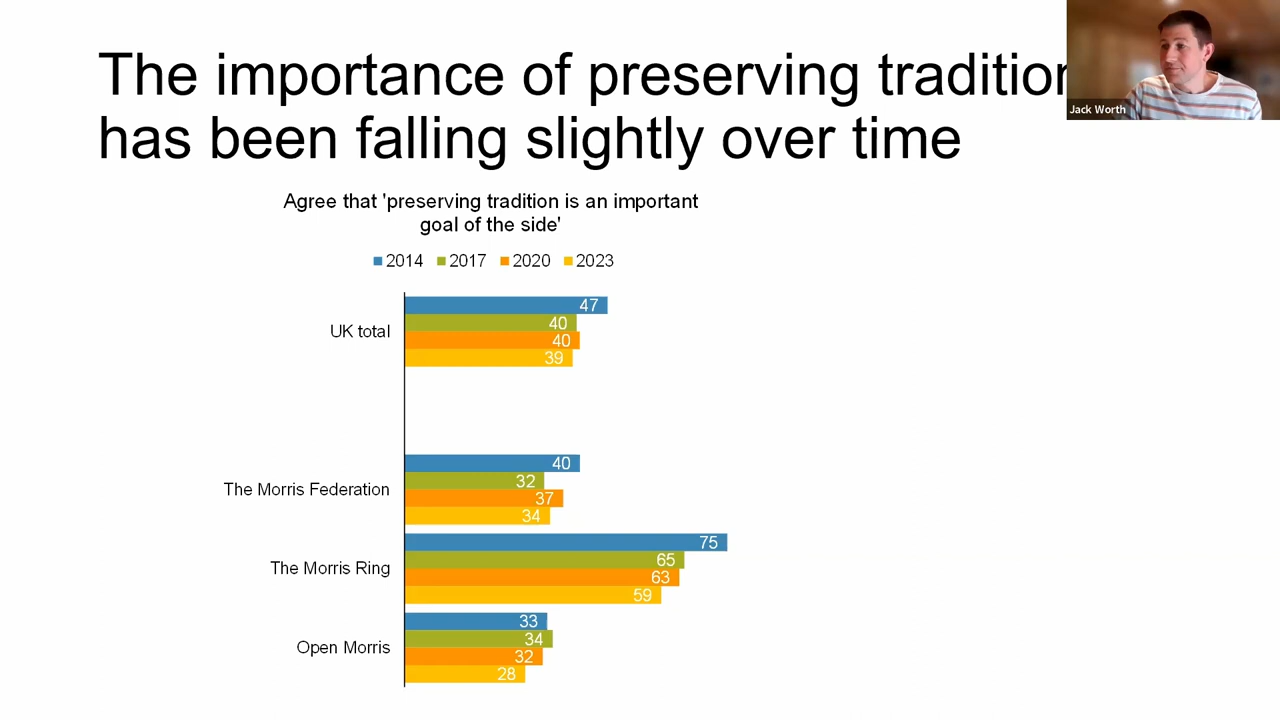 The importance of preserving tradition
has been falling slightly over time
Jack Worth
Agree that 'preserving tradition is an important
goal of the side'
2014 2017 2020 2023
UK total
47
40
40
39
The Morris Federation
40
32
37
34
The Morris Ring
75
65
63
59
Open Morris
33
34
32
28